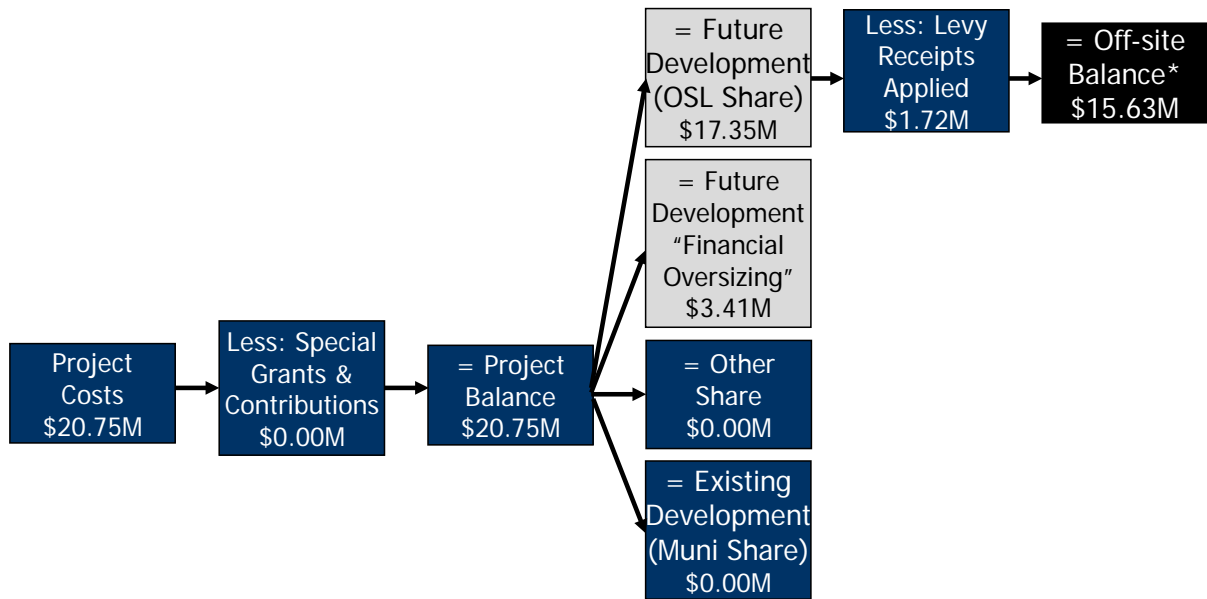 Project
Costs
$20.75M
Less: Special
Grants &
Contributions
$0.00M
= Project
Balance
$20.75M
= Future
Development
(OSL Share)
$17.35M
Less: Levy
Receipts
Applied
$1.72M
= Off-site
Balance*
$15.63M
= Future
Development
“Financial
Oversizing”
$3.41M
= Other
Share
$0.00M
= Existing
Development
(Muni Share)
$0.00M